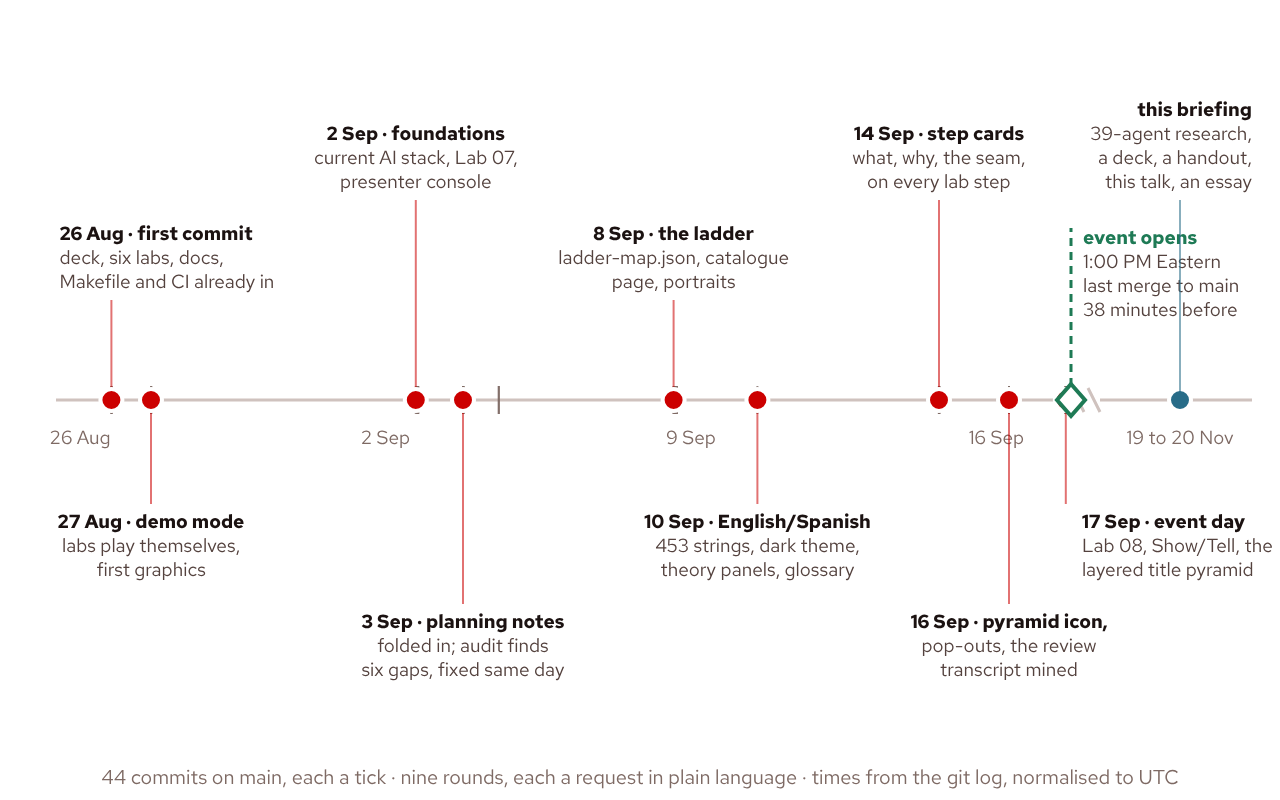 this briefing
39-agent research,
a deck, a handout,
this talk, an essay
2 Sep · foundations
current AI stack, Lab 07,
presenter console
14 Sep · step cards
what, why, the seam,
on every lab step
26 Aug · first commit
deck, six labs, docs,
Makefile and CI already in
8 Sep · the ladder
ladder-map.json, catalogue
page, portraits
event opens
1:00 PM Eastern
last merge to main
38 minutes before
26 Aug
2 Sep
9 Sep
16 Sep
19 to 20 Nov
27 Aug · demo mode
labs play themselves,
first graphics
10 Sep · English/Spanish
453 strings, dark theme,
theory panels, glossary
17 Sep · event day
Lab 08, Show/Tell, the
layered title pyramid
3 Sep · planning notes
folded in; audit finds
six gaps, fixed same day
16 Sep · pyramid icon,
pop-outs, the review
transcript mined
44 commits on main, each a tick · nine rounds, each a request in plain language · times from the git log, normalised to UTC